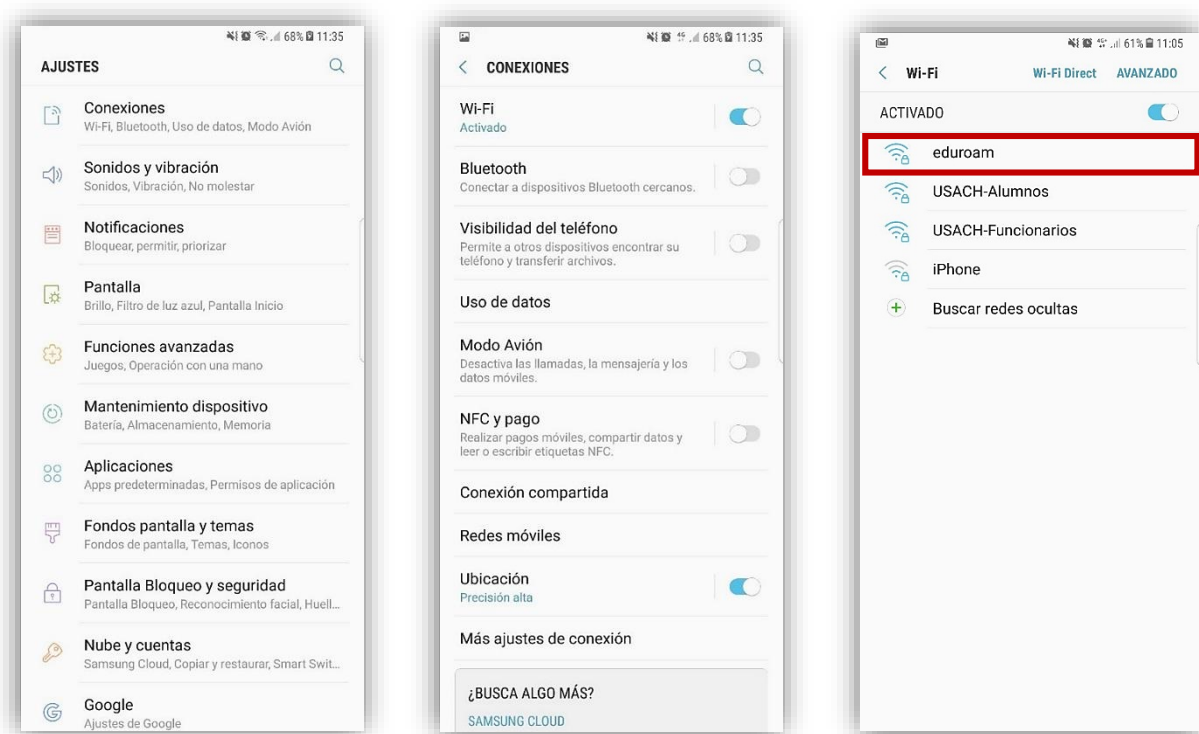 68% 11:35
AJUSTES
Conexiones
Wi-Fi, Bluetooth, Uso de datos, Modo Avión
Sonidos y vibración
Sonidos, Vibración, No molestar
Notificaciones
Bloquear, permitir, priorizar
Pantalla
Brillo, Filtro de luz azul, Pantalla Inicio
Funciones avanzadas
Juegos, Operación con una mano
Mantenimiento dispositivo
Batería, Almacenamiento, Memoria
Aplicaciones
Apps predeterminadas, Permisos de aplicación
Fondos pantalla y temas
Fondos de pantalla, Temas, Iconos
Pantalla Bloqueo y seguridad
Pantalla Bloqueo, Reconocimiento facial, Huell...
Nube y cuentas
Samsung Cloud, Copiar y restaurar, Smart Swit...
Google
Ajustes de Google
68% 11:35
CONEXIONES
Wi-Fi
Activado
Bluetooth
Conectar a dispositivos Bluetooth cercanos.
Visibilidad del teléfono
Permite a otros dispositivos encontrar su
teléfono y transferir archivos.
Uso de datos
Modo Avión
Desactiva las llamadas, la mensajería y los
datos móviles.
NFC y pago
Realizar pagos móviles, compartir datos y
leer o escribir etiquetas NFC.
Conexión compartida
Redes móviles
Ubicación
Precisión alta
Más ajustes de conexión
¿BUSCA ALGO MÁS?
SAMSUNG CLOUD
61% 11:05
Wi-Fi Wi-Fi Direct AVANZADO
ACTIVADO
eduroam
USACH-Alumnos
USACH-Funcionarios
iPhone
Buscar redes ocultas